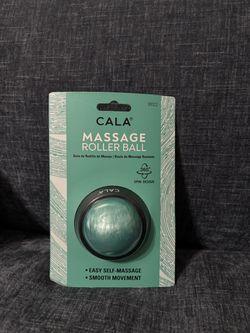 CALA®
MASSAGE
ROLLER BALL
Bola de Rodillo de Masaje | Boule de Massage Roulante
360°
SPIN DESIGN
CALA
• EASY SELF-MASSAGE
• SMOOTH MOVEMENT